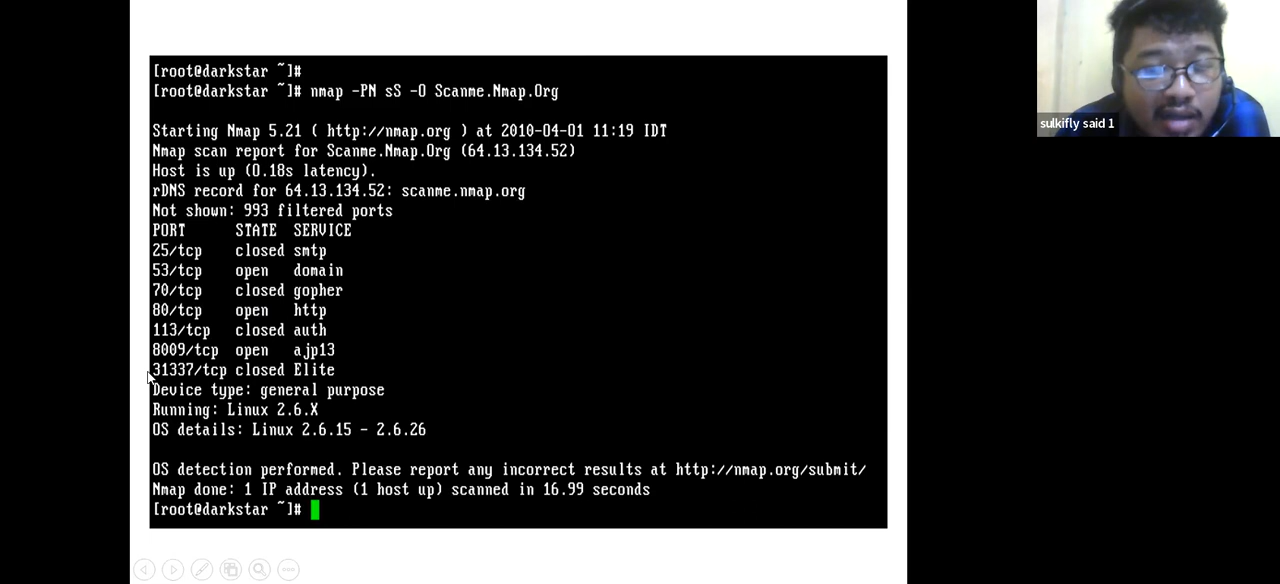 [root@darkstar ~]#
[root@darkstar ~]# nmap -PN sS -O Scanme.Nmap.Org
Starting Nmap 5.21 ( http://nmap.org ) at 2010-04-01 11:19 IDT
Nmap scan report for Scanme.Nmap.Org (64.13.134.52)
Host is up (0.18s latency).
rDNS record for 64.13.134.52: scanme.nmap.org
Not shown: 993 filtered ports
PORT STATE SERVICE
25/tcp closed smtp
53/tcp open domain
70/tcp closed gopher
80/tcp open http
113/tcp closed auth
8009/tcp open ajp13
31337/tcp closed Elite
Device type: general purpose
Running: Linux 2.6.X
OS details: Linux 2.6.15 - 2.6.26
OS detection performed. Please report any incorrect results at http://nmap.org/submit/
Nmap done: 1 IP address (1 host up) scanned in 16.99 seconds
[root@darkstar ~]#
sulkifly said 1